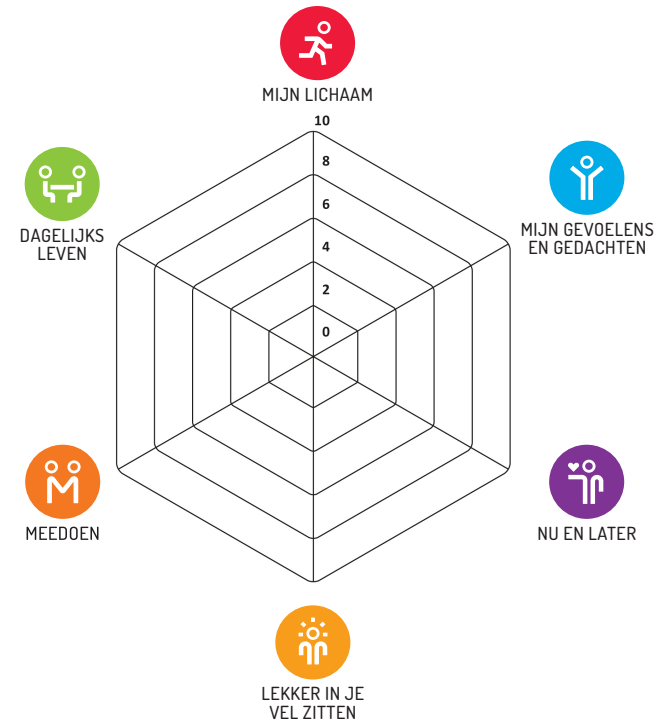 MIJN LICHAAM
10
8
6
4
2
0
MIJN GEVOELENS
EN GEDACHTEN
NU EN LATER
LEKKER IN JE
VEL ZITTEN
MEEDOEN
DAGELIJKS
LEVEN